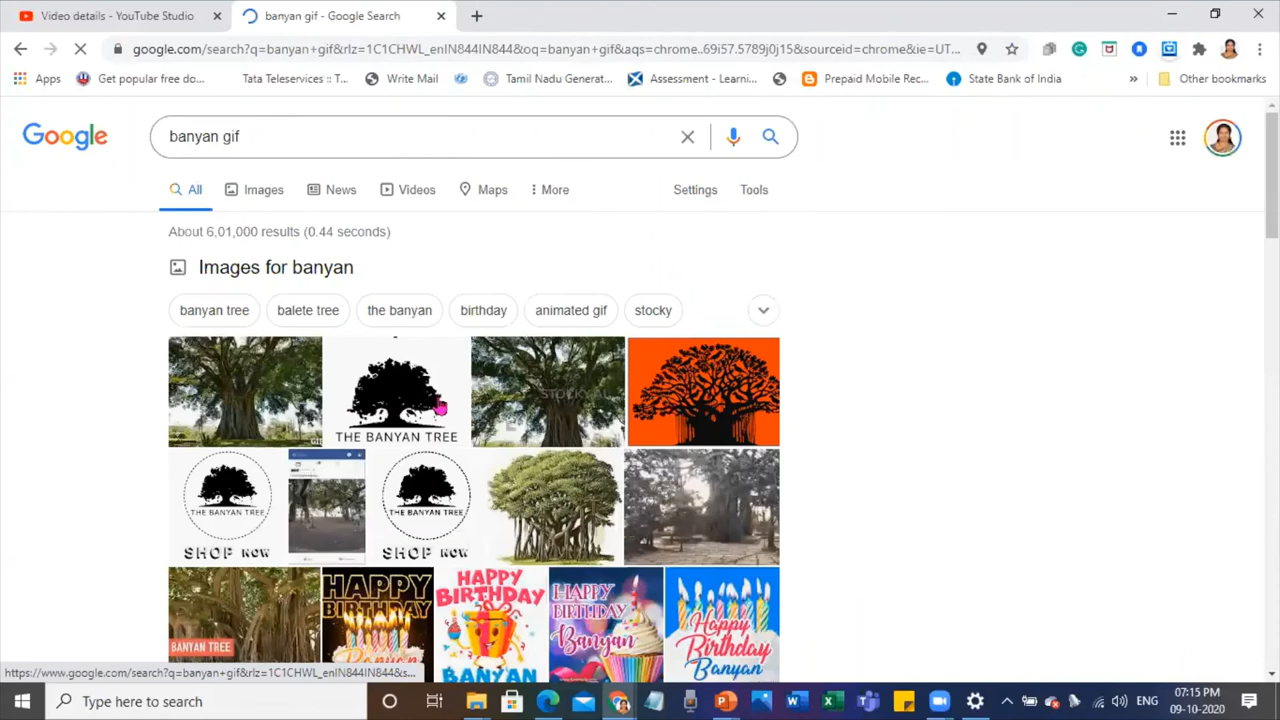 Video details - YouTube Studio
banyan gif - Google Search
google.com/search?q=banyan+gif&rlz=1C1CHWL_enIN844IN844&oq=banyan+gif&aqs=chrome..69i57.5789j0j15&sourceid=chrome&ie=UT...
Apps
Get popular free do...
Tata Teleservices :: T...
Write Mail
Tamil Nadu Generat...
Assessment - Learni...
Prepaid Mobile Rec...
State Bank of India
»
Other bookmarks
Google
banyan gif
All
Images
News
Videos
Maps
More
Settings
Tools
About 6,01,000 results (0.44 seconds)
Images for banyan
banyan tree
balete tree
the banyan
birthday
animated gif
stocky
THE BANYAN TREE
THE BANYAN TREE
SHOP NOW
THE BANYAN TREE
SHOP NOW
BANYAN TREE
HAPPY
BIRTHDAY
Banyan
HAPPY
BIRTHDAY
BANYAN
HAPPY
BIRTHDAY
Banyan
Happy
Birthday
Banyan
https://www.google.com/search?q=banyan+gif&rlz=1C1CHWL_enIN844IN844&s...
Type here to search
ENG
07:15 PM
09-10-2020